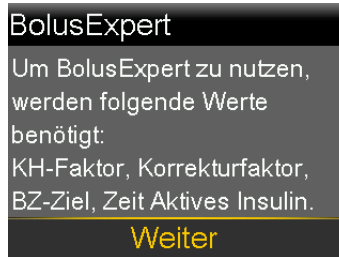 BolusExpert
Um BolusExpert zu nutzen,
werden folgende Werte
benötigt:
KH-Faktor, Korrekturfaktor,
BZ-Ziel, Zeit Aktives Insulin.
Weiter